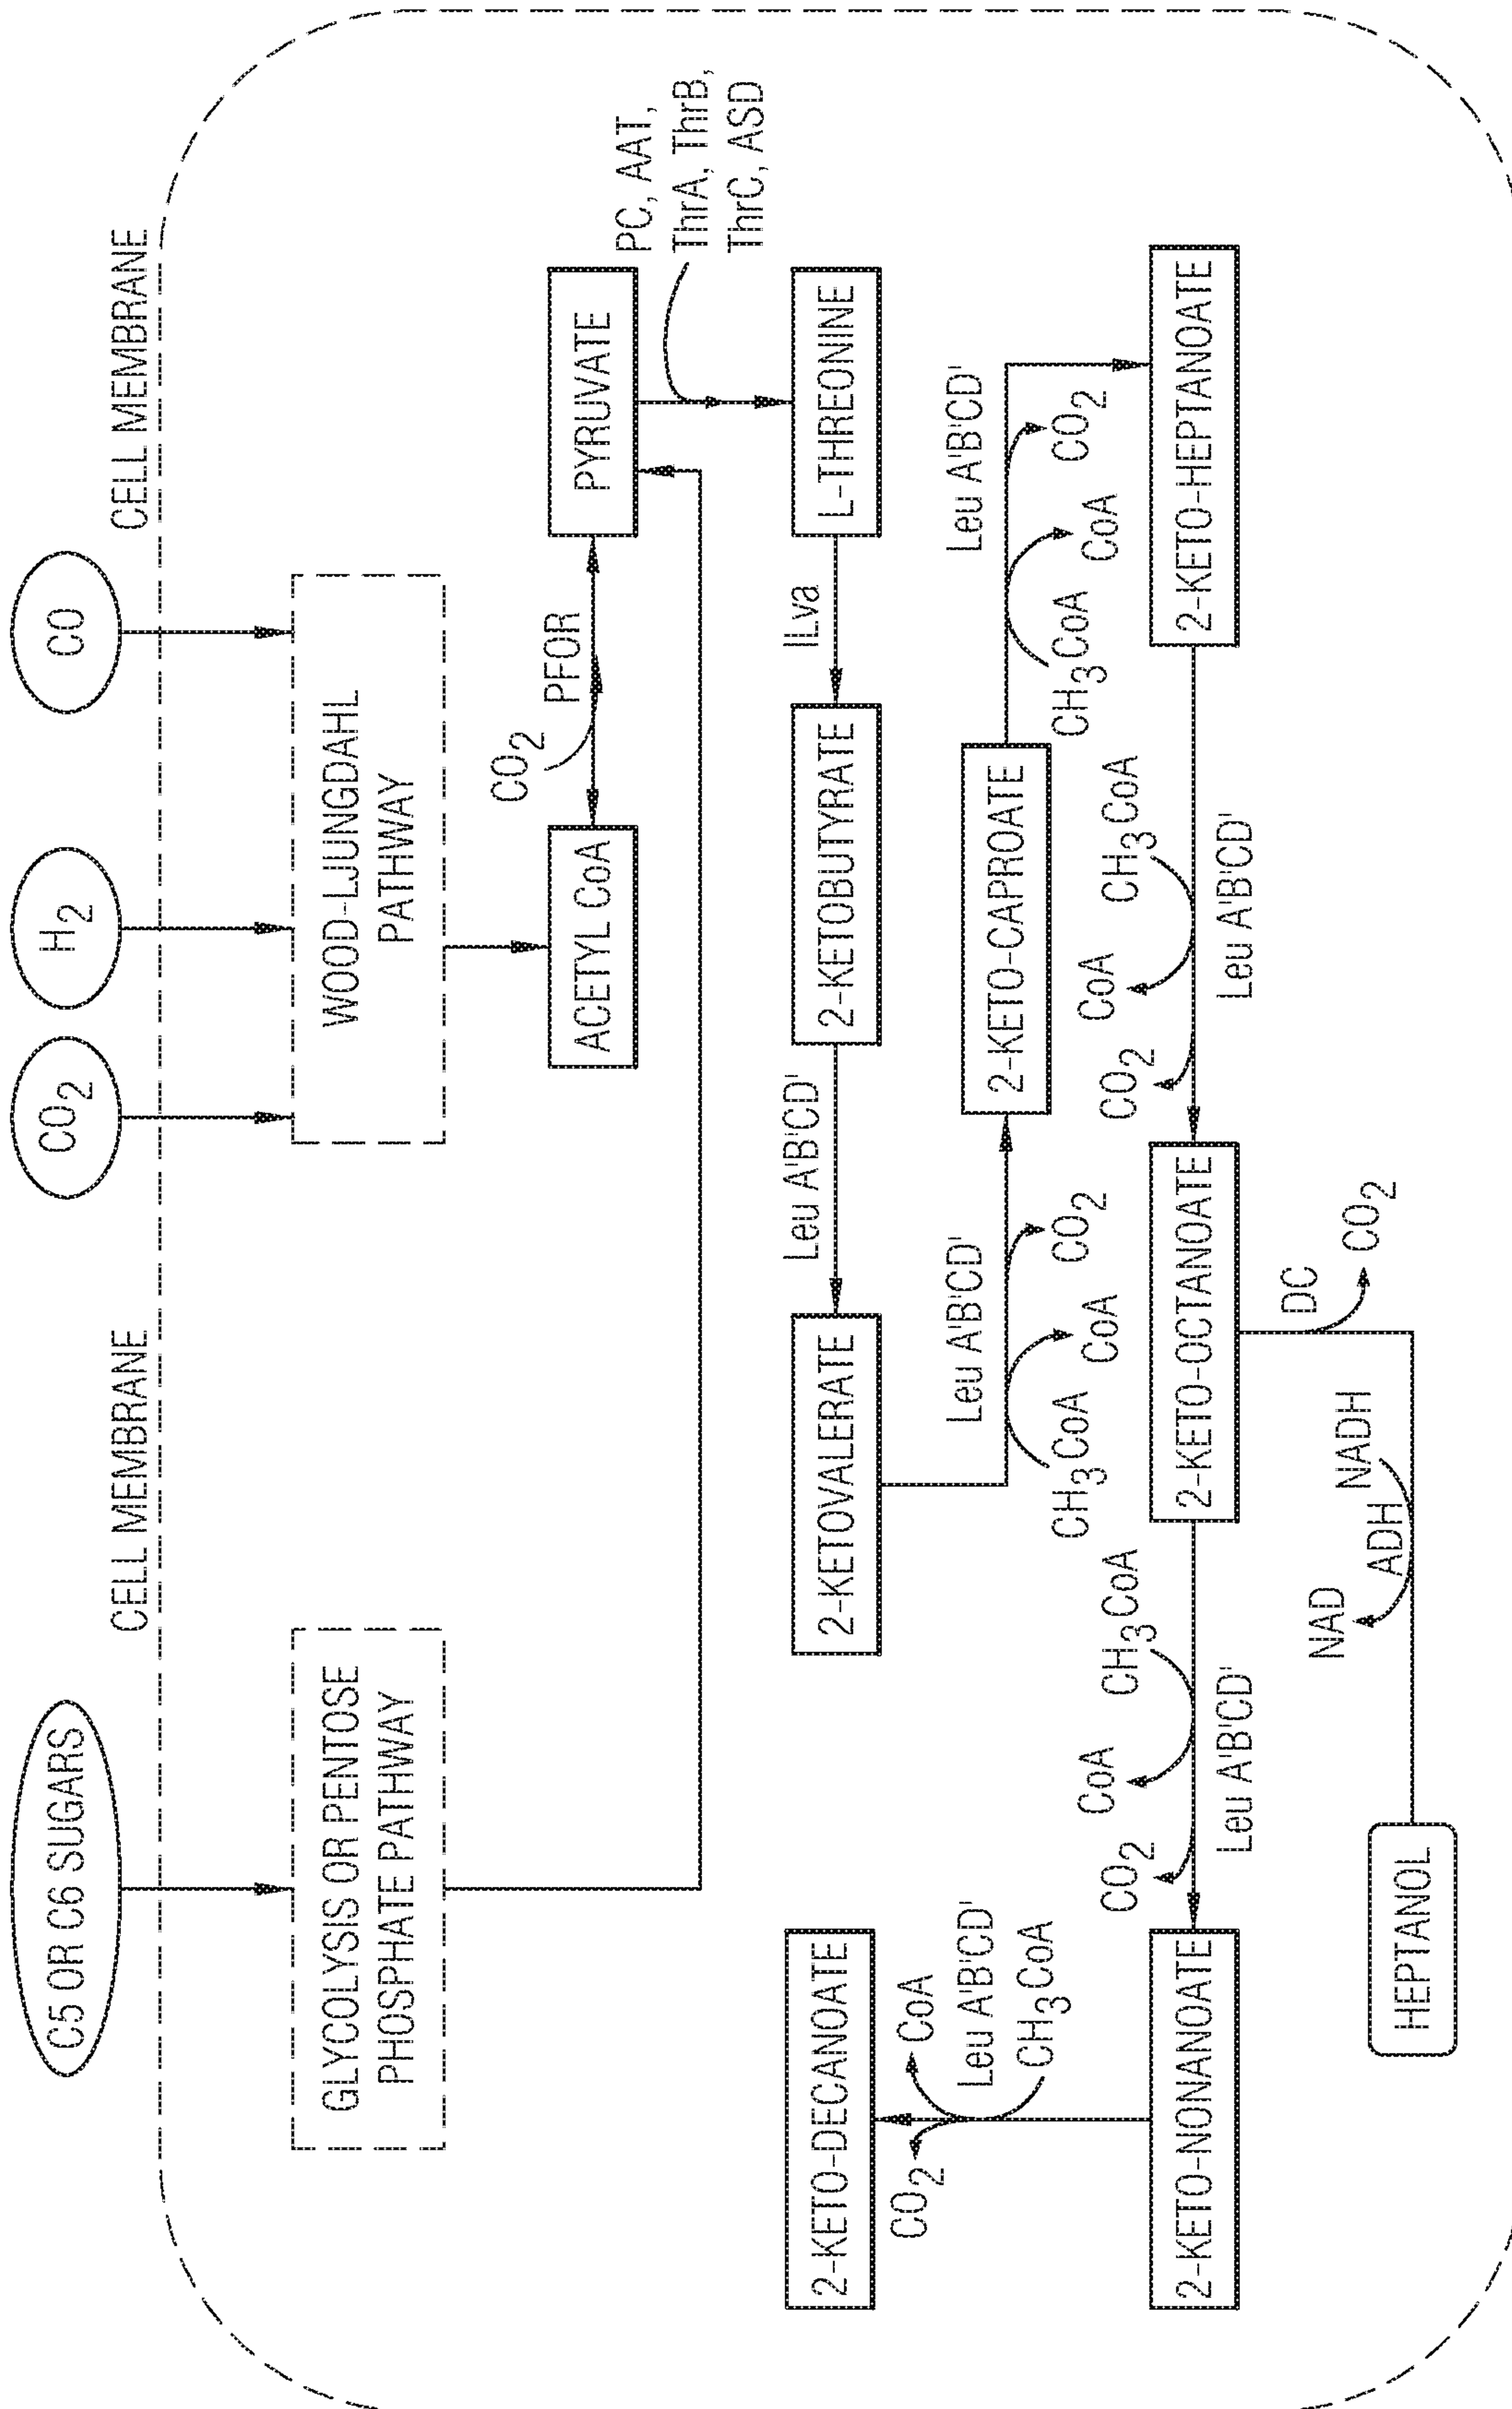 C5 OR C6 SUGARS
CO2
H2
CO
CELL MEMBRANE
CELL MEMBRANE
GLYCOLYSIS OR PENTOSE
PHOSPHATE PATHWAY
WOOD-LJUNGDAHL
PATHWAY
CO2
PFOR
ACETYL CoA
PYRUVATE
PC, AAT,
ThrA, ThrB,
ThrC, ASD
L-THREONINE
ILva
2-KETOBUTYRATE
Leu A'B'CD'
2-KETOVALERATE
Leu A'B'CD'
CH3CoA
CoA
CO2
2-KETO-CAPROATE
Leu A'B'CD'
CH3CoA
CoA
CO2
2-KETO-HEPTANOATE
CH3CoA
CoA
CO2
Leu A'B'CD'
2-KETO-OCTANOATE
DC
CO2
NADH
ADH
NAD
HEPTANOL
CH3CoA
CoA
CO2
Leu A'B'CD'
2-KETO-NONANOATE
CH3CoA
Leu A'B'CD'
CoA
CO2
2-KETO-DECANOATE